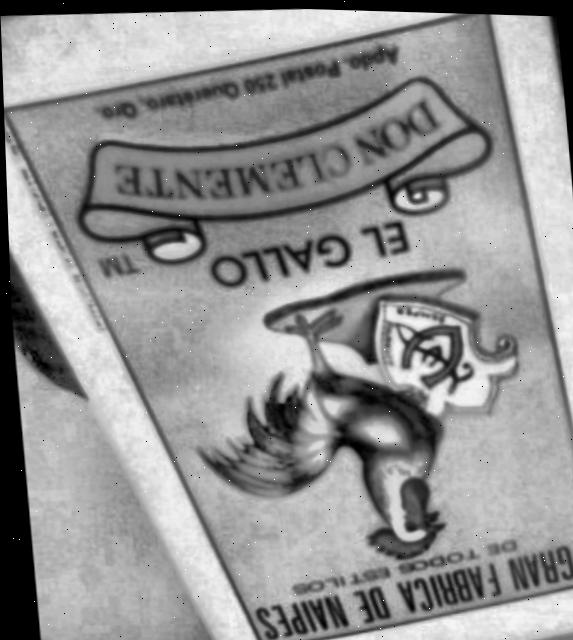 GRAN FABRICA DE NAIPES
DE TODOS ESTILOS
EL GALLO
TM
DON CLEMENTE
Apdo. Postal 250 Querétaro, Qro.